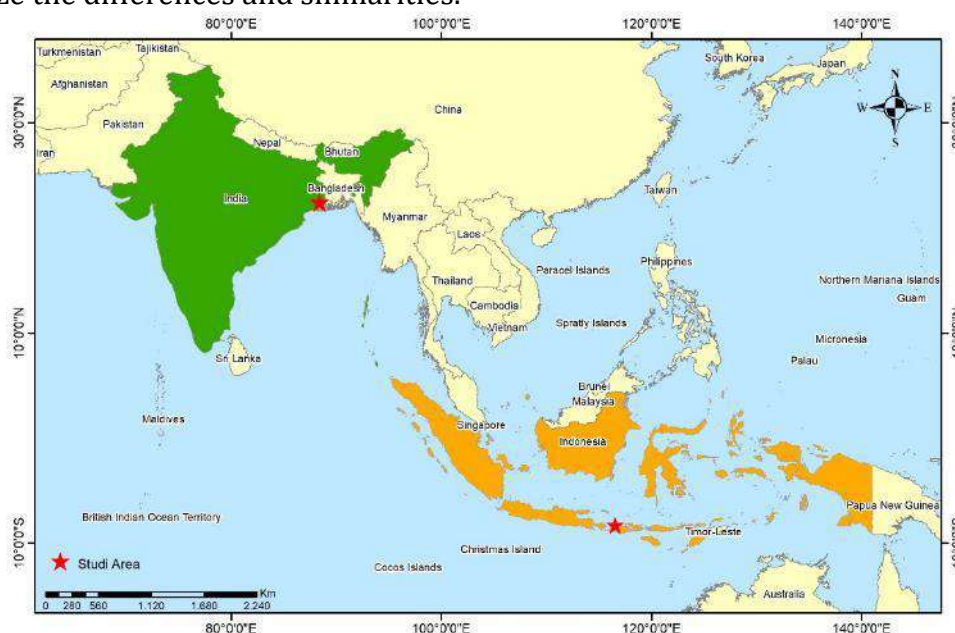 ze the differences and similarities.
80°0'0"E 100°0'0"E 120°0'0"E 140°0'0"E
Turkmenistan
Tajikistan
South Korea
Japan
Afghanistan
N
W E
S
China
30°0'0"N
Pakistan
Iran
Nepal
Bhutan
Taiwan
Bangladesh
India
Myanmar
Laos
Philippines
Paracel Islands
Northern Mariana Islands
Thailand
Guam
Cambodia
Vietnam
Spratly Islands
10°0'0"N
Micronesia
Sri Lanka
Palau
Brunei
Malaysia
Maldives
Singapore
Indonesia
Papua New Guinea
British Indian Ocean Territory
Timor-Leste
10°0'0"S
Christmas Island
Studi Area
Cocos Islands
Australia
Km
0 280 560 1.120 1.680 2.240
80°0'0"E 100°0'0"E 120°0'0"E 140°0'0"E